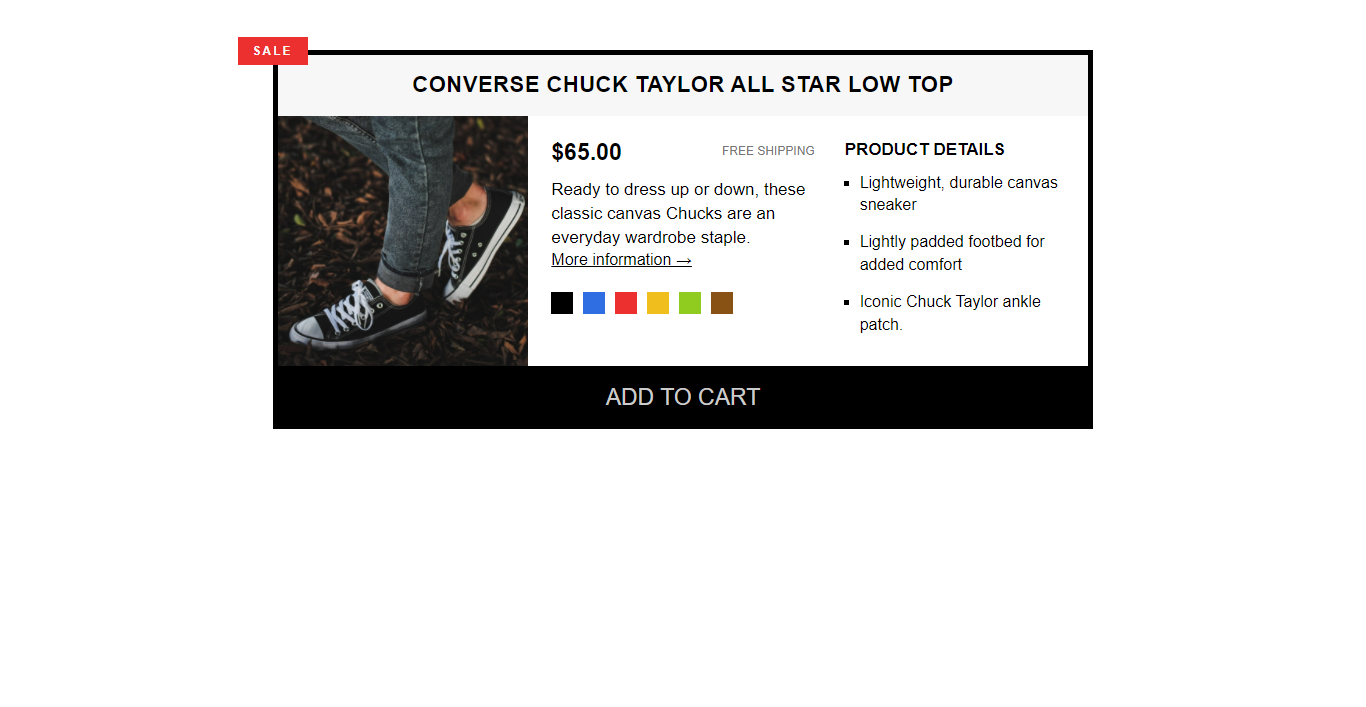 SALE
CONVERSE CHUCK TAYLOR ALL STAR LOW TOP
$65.00
FREE SHIPPING
Ready to dress up or down, these
classic canvas Chucks are an
everyday wardrobe staple.
More information →
PRODUCT DETAILS
Lightweight, durable canvas
sneaker
Lightly padded footbed for
added comfort
Iconic Chuck Taylor ankle
patch.
ADD TO CART